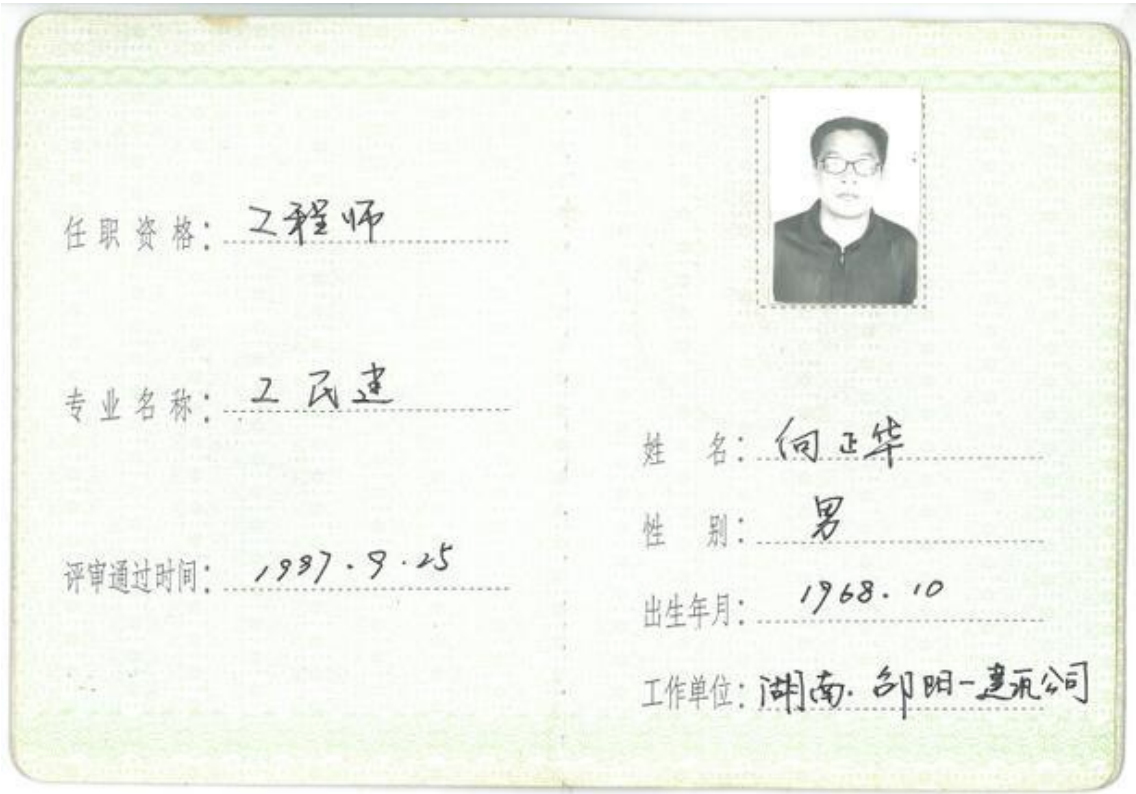 任职资格：工程师
专业名称：工民建
评审通过时间：1997.9.25
姓名：向正华
性别：男
出生年月：1968.10
工作单位：湖南.邵阳一建筑公司